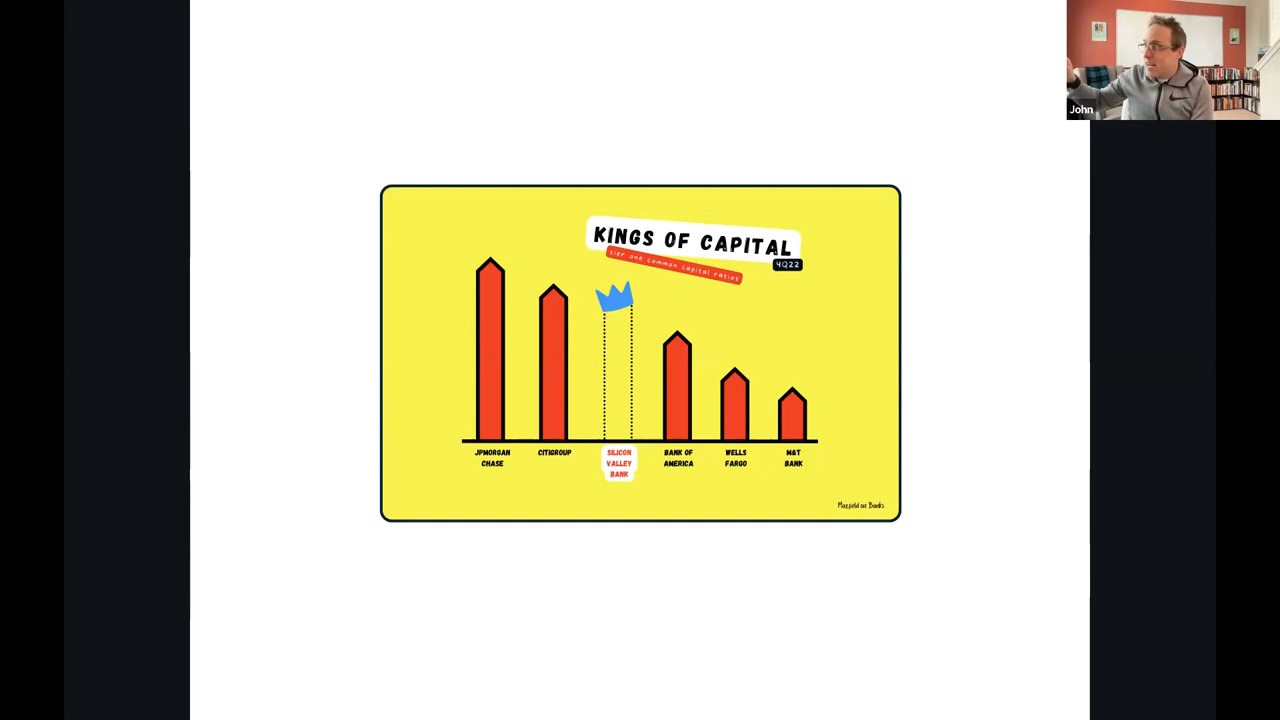 John
KINGS OF CAPITAL
tier one common capital ratios
4Q22
JPMORGAN
CHASE
CITIGROUP
SILICON
VALLEY
BANK
BANK OF
AMERICA
WELLS
FARGO
M&T
BANK
Maxfield on Banks